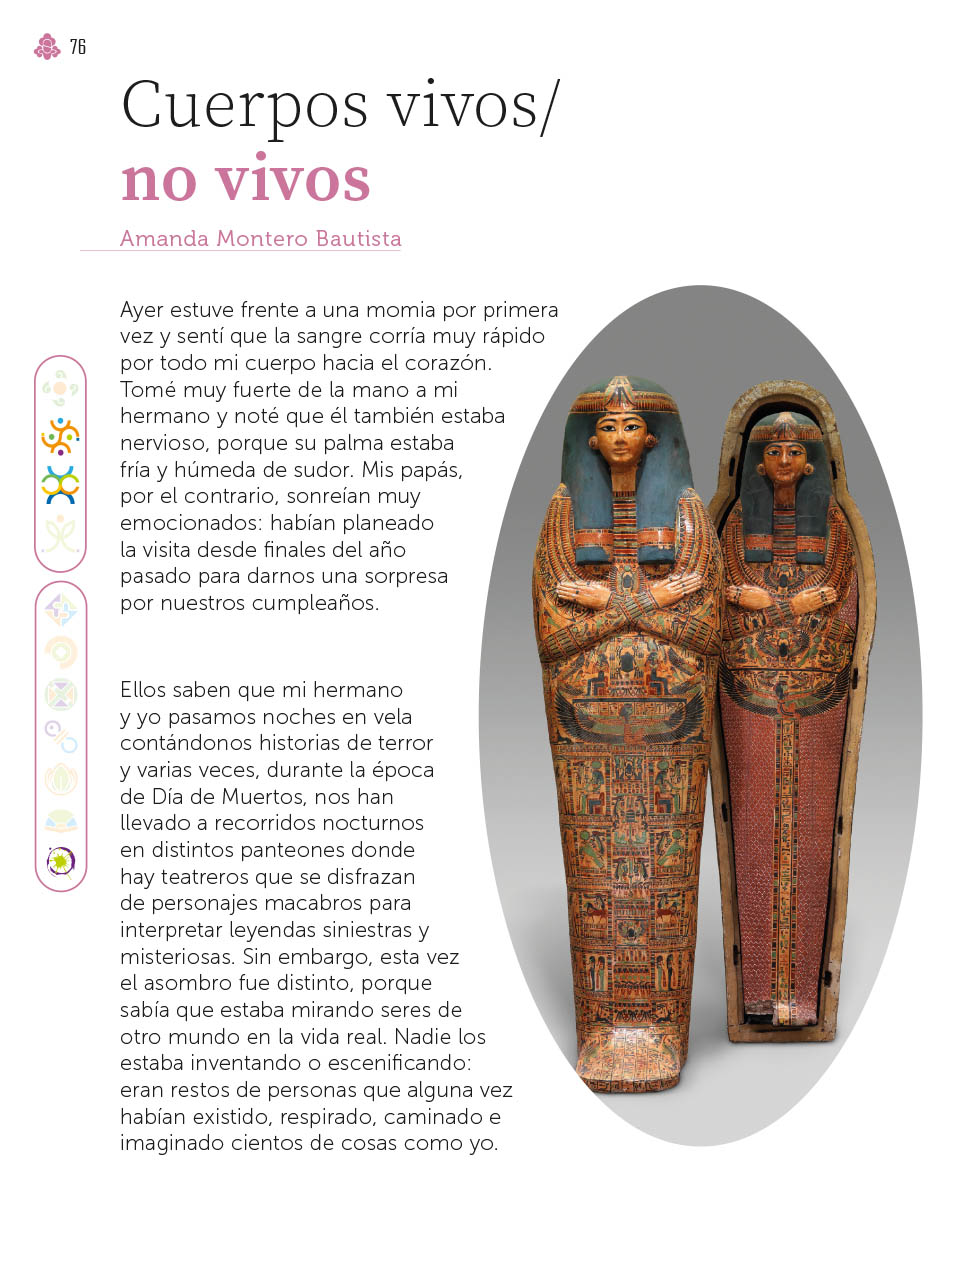 76
Cuerpos vivos/
no vivos
Amanda Montero Bautista
Ayer estuve frente a una momia por primera
vez y sentí que la sangre corría muy rápido
por todo mi cuerpo hacia el corazón.
Tomé muy fuerte de la mano a mi
hermano y noté que él también estaba
nervioso, porque su palma estaba
fría y húmeda de sudor. Mis papás,
por el contrario, sonreían muy
emocionados: habían planeado
la visita desde finales del año
pasado para darnos una sorpresa
por nuestros cumpleaños.
Ellos saben que mi hermano
y yo pasamos noches en vela
contándonos historias de terror
y varias veces, durante la época
de Día de Muertos, nos han
llevado a recorridos nocturnos
en distintos panteones donde
hay teatreros que se disfrazan
de personajes macabros para
interpretar leyendas siniestras y
misteriosas. Sin embargo, esta vez
el asombro fue distinto, porque
sabía que estaba mirando seres de
otro mundo en la vida real. Nadie los
estaba inventando o escenificando:
eran restos de personas que alguna vez
habían existido, respirado, caminado e
imaginado cientos de cosas como yo.